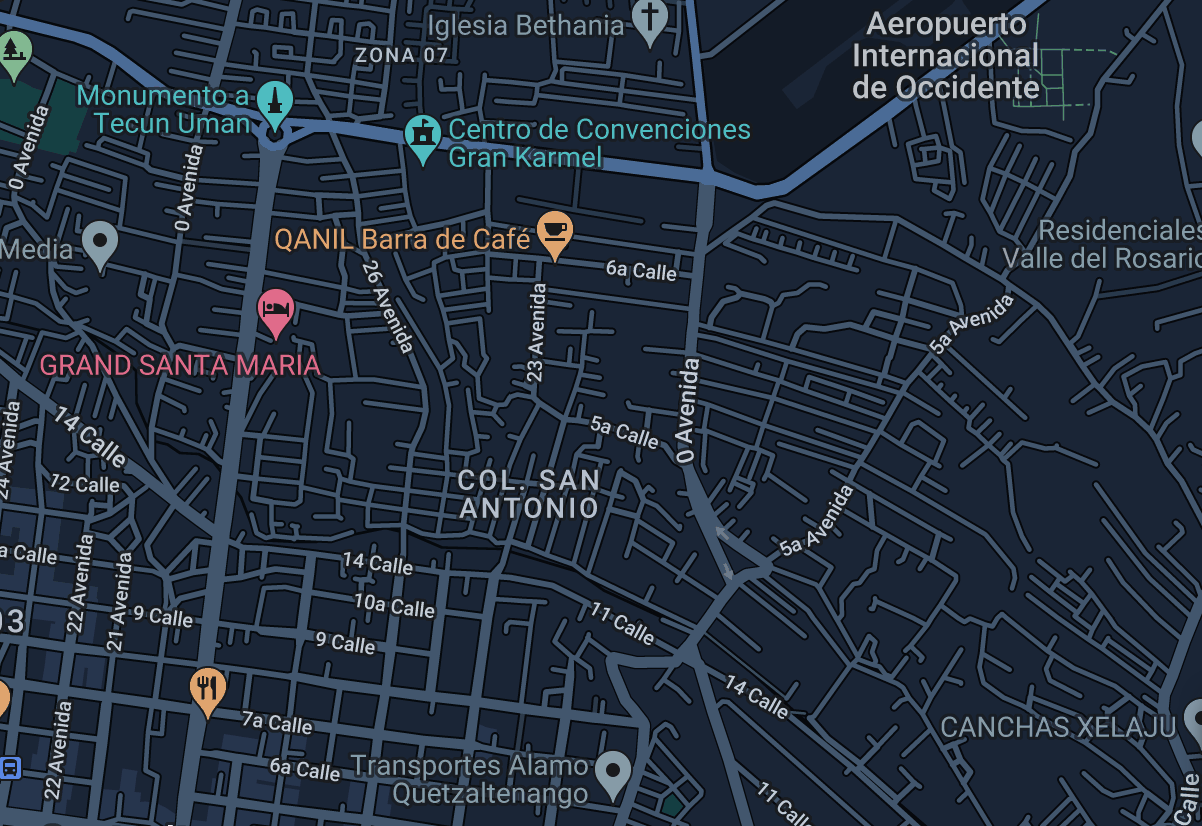 Iglesia Bethania
Aeropuerto
Internacional
de Occidente
ZONA 07
Monumento a
Tecun Uman
Centro de Convenciones
Gran Karmel
0 Avenida
0 Avenida
Media
QANIL Barra de Café
6a Calle
Residenciales
Valle del Rosario
26 Avenida
23 Avenida
5a Avenida
GRAND SANTA MARIA
0 Avenida
14 Calle
24 Avenida
5a Calle
12 Calle
COL. SAN
ANTONIO
5a Avenida
a Calle
22 Avenida
21 Avenida
14 Calle
10a Calle
9 Calle
03
9 Calle
11 Calle
14 Calle
7a Calle
CANCHAS XELAJU
22 Avenida
6a Calle
Transportes Alamo
Quetzaltenango
11 Calle
Calle